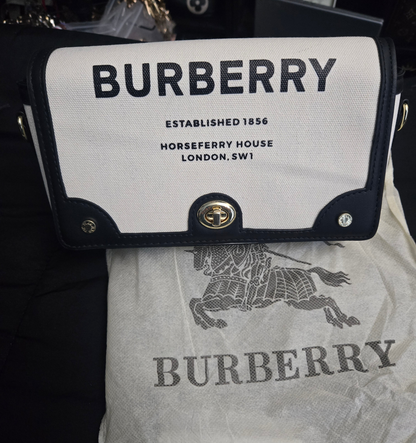 BURBERRY
ESTABLISHED 1856
HORSEFERRY HOUSE
LONDON, SW1
BURBERRY